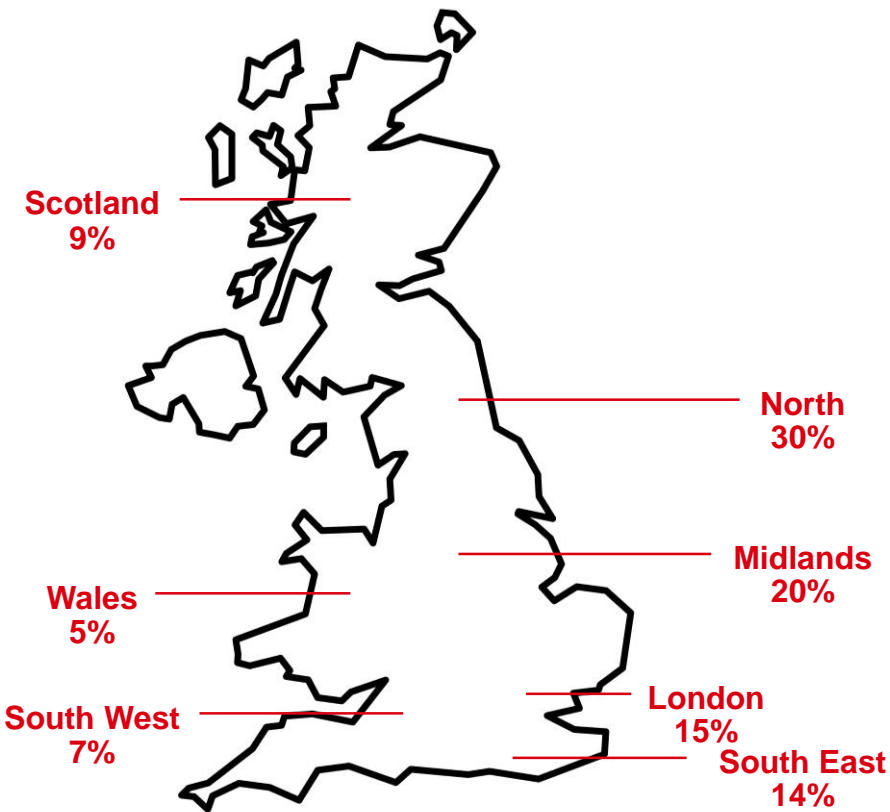 Scotland
9%
North
30%
Midlands
20%
Wales
5%
London
15%
South West
7%
South East
14%